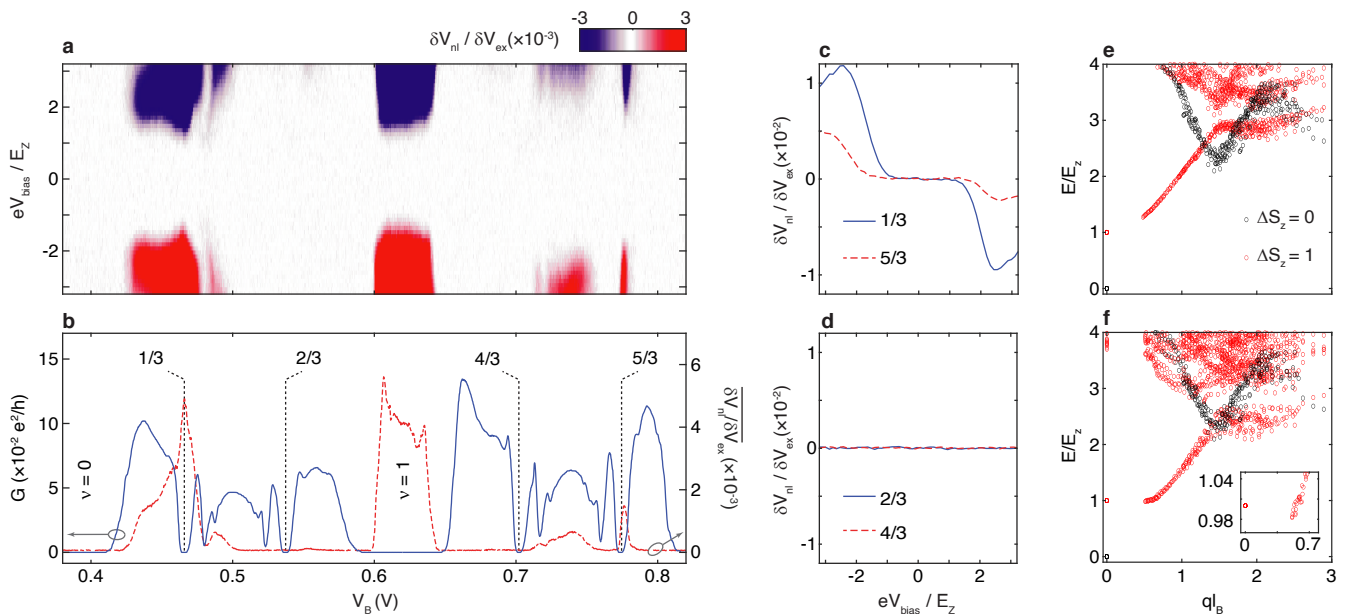 δV_nl / δV_ex (×10⁻³)
-3 0 3
a
eV_bias / E_Z
2
0
-2
b
15
10
5
0
G (×10⁻² e²/h)
1/3
2/3
4/3
5/3
ν = 0
ν = 1
6
4
2
0
δV_nl/δV_ex (×10⁻³)
0.4 0.5 0.6 0.7 0.8
V_B (V)
c
δV_nl / δV_ex (×10⁻²)
1
0
-1
1/3
5/3
d
δV_nl / δV_ex (×10⁻²)
1
0
-1
2/3
4/3
-2 0 2
eV_bias / E_Z
e
E/E_z
4
3
2
1
0
ΔS_z = 0
ΔS_z = 1
f
E/E_z
4
3
2
1
0
1.04
0.98
0 0.7
0 1 2 3
ql_B